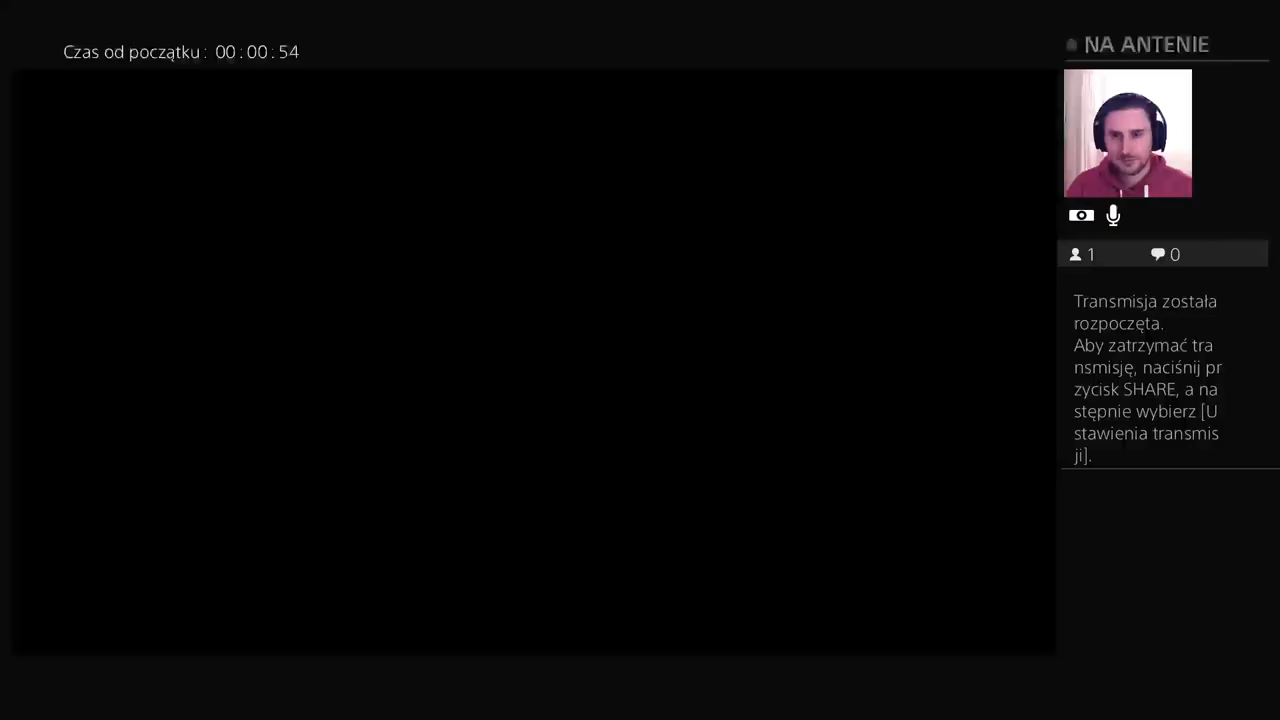 Czas od początku : 00 : 00 : 54
NA ANTENIE
1
0
Transmisja została
rozpoczęta.
Aby zatrzymać tra
nsmisję, naciśnij pr
zycisk SHARE, a na
stępnie wybierz [U
stawienia transmis
ji].